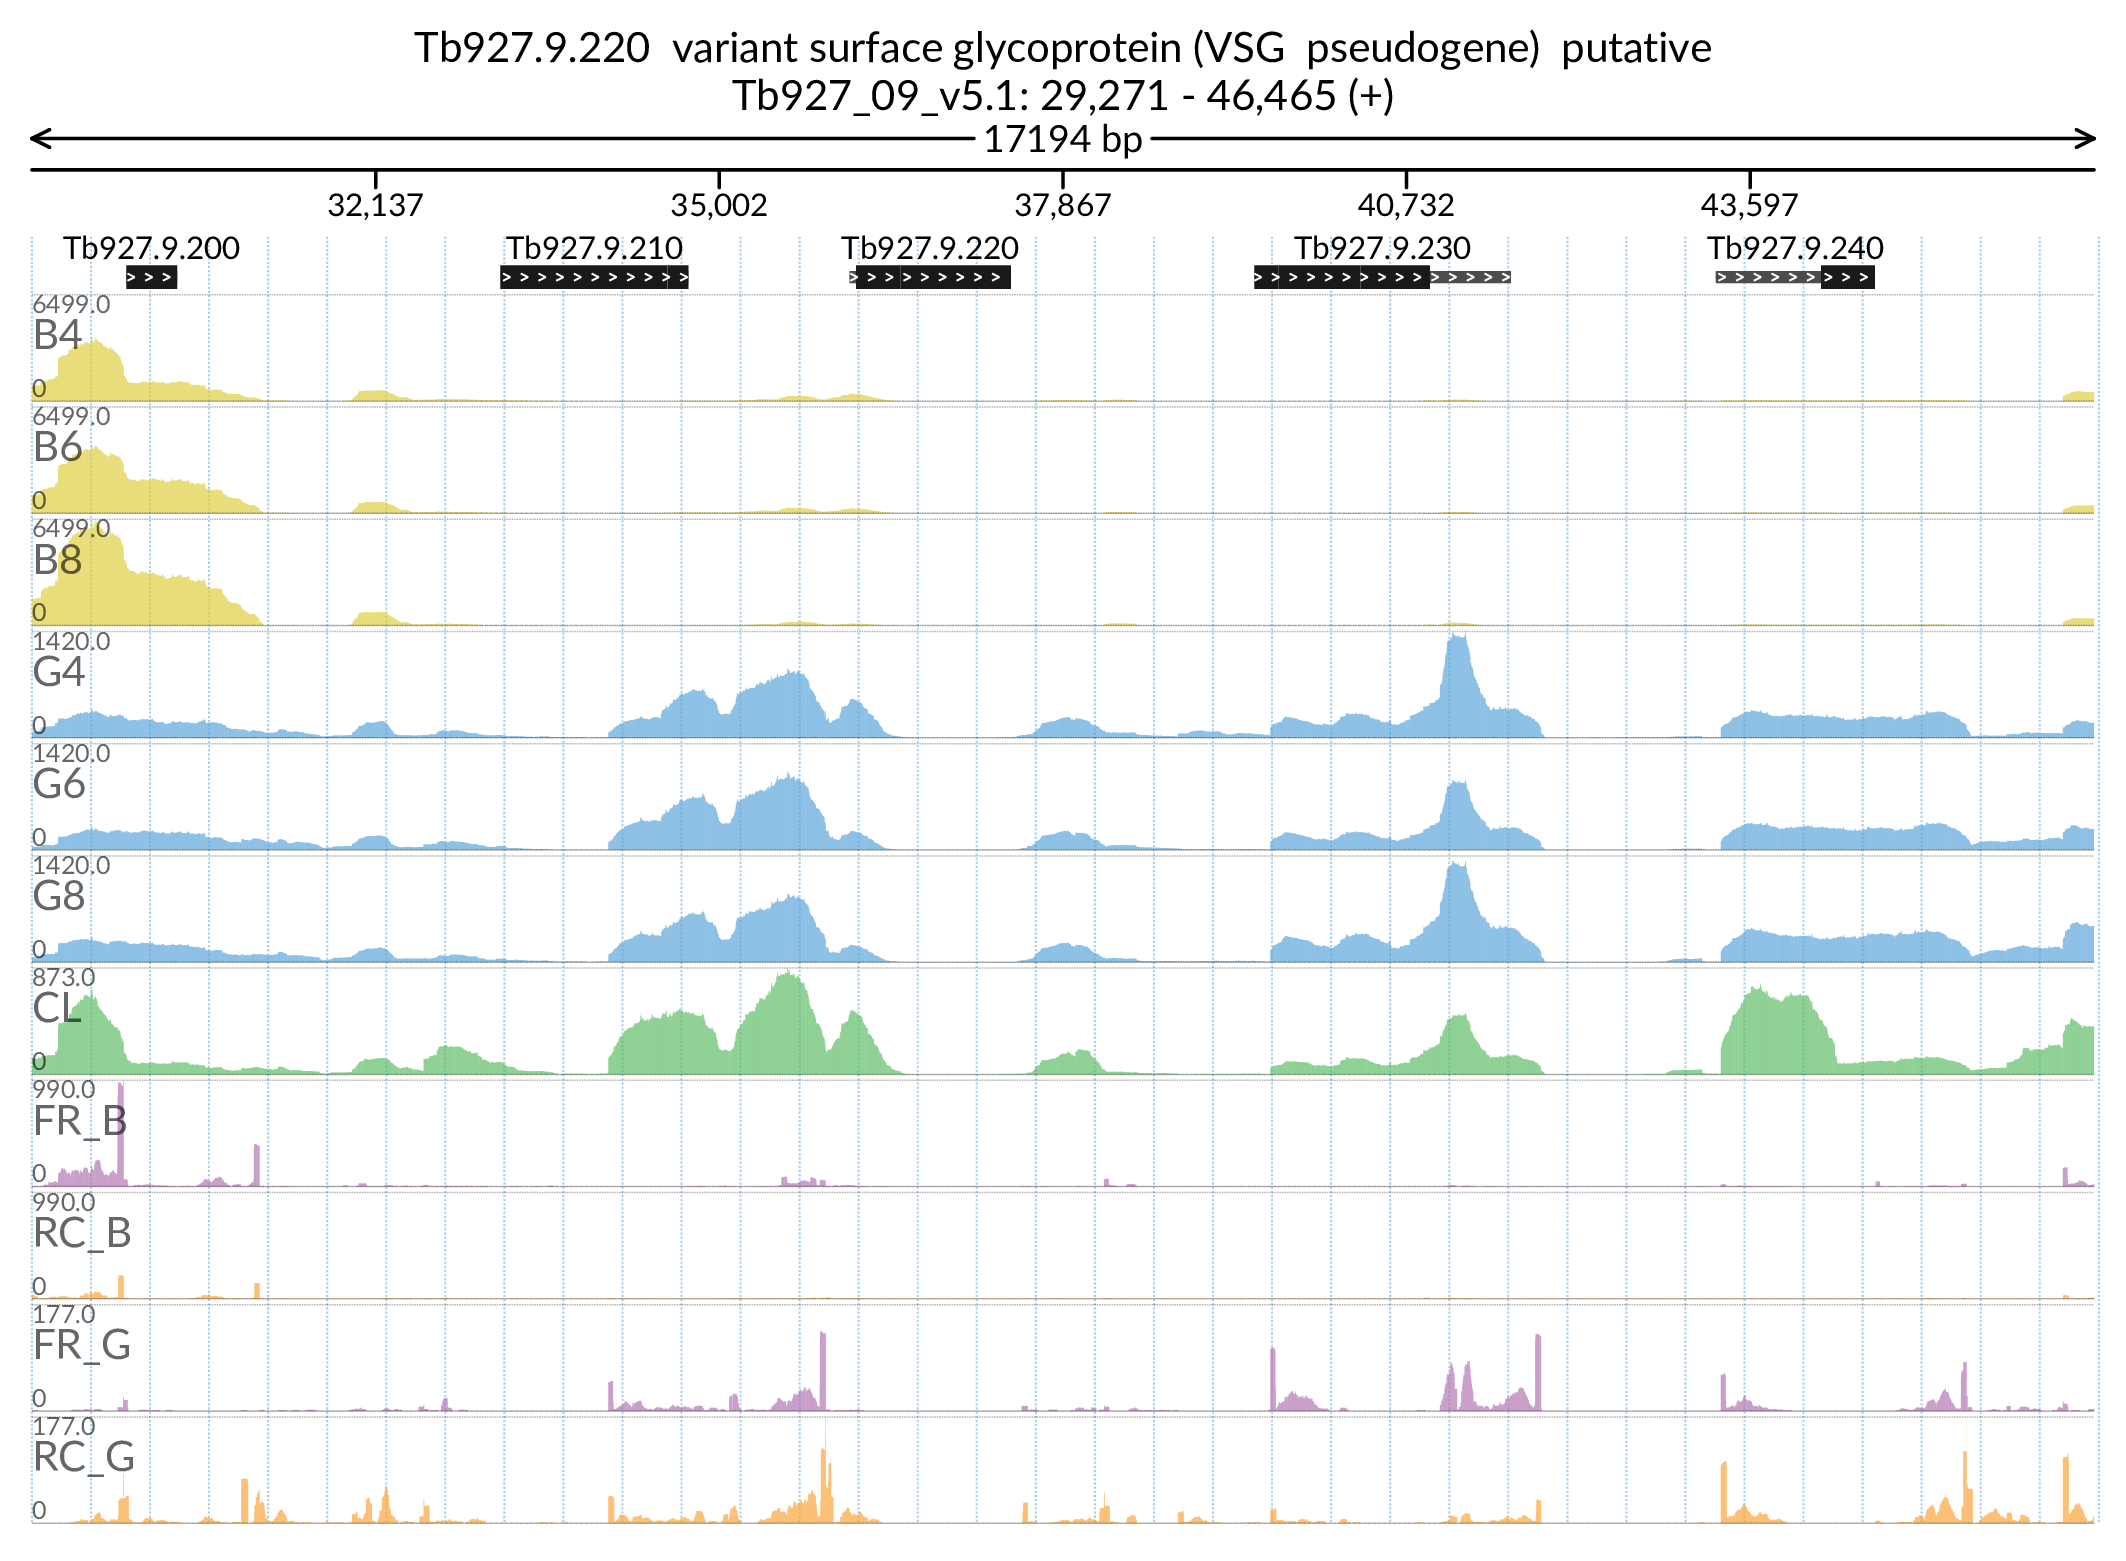 Tb927.9.220 variant surface glycoprotein (VSG pseudogene) putative
Tb927_09_v5.1: 29,271 - 46,465 (+)
17194 bp
32,137 35,002 37,867 40,732 43,597
Tb927.9.200 Tb927.9.210 Tb927.9.220 Tb927.9.230 Tb927.9.240
6499.0
B4
0
6499.0
B6
0
6499.0
B8
0
1420.0
G4
0
1420.0
G6
0
1420.0
G8
0
873.0
CL
0
990.0
FR_B
0
990.0
RC_B
0
177.0
FR_G
0
177.0
RC_G
0